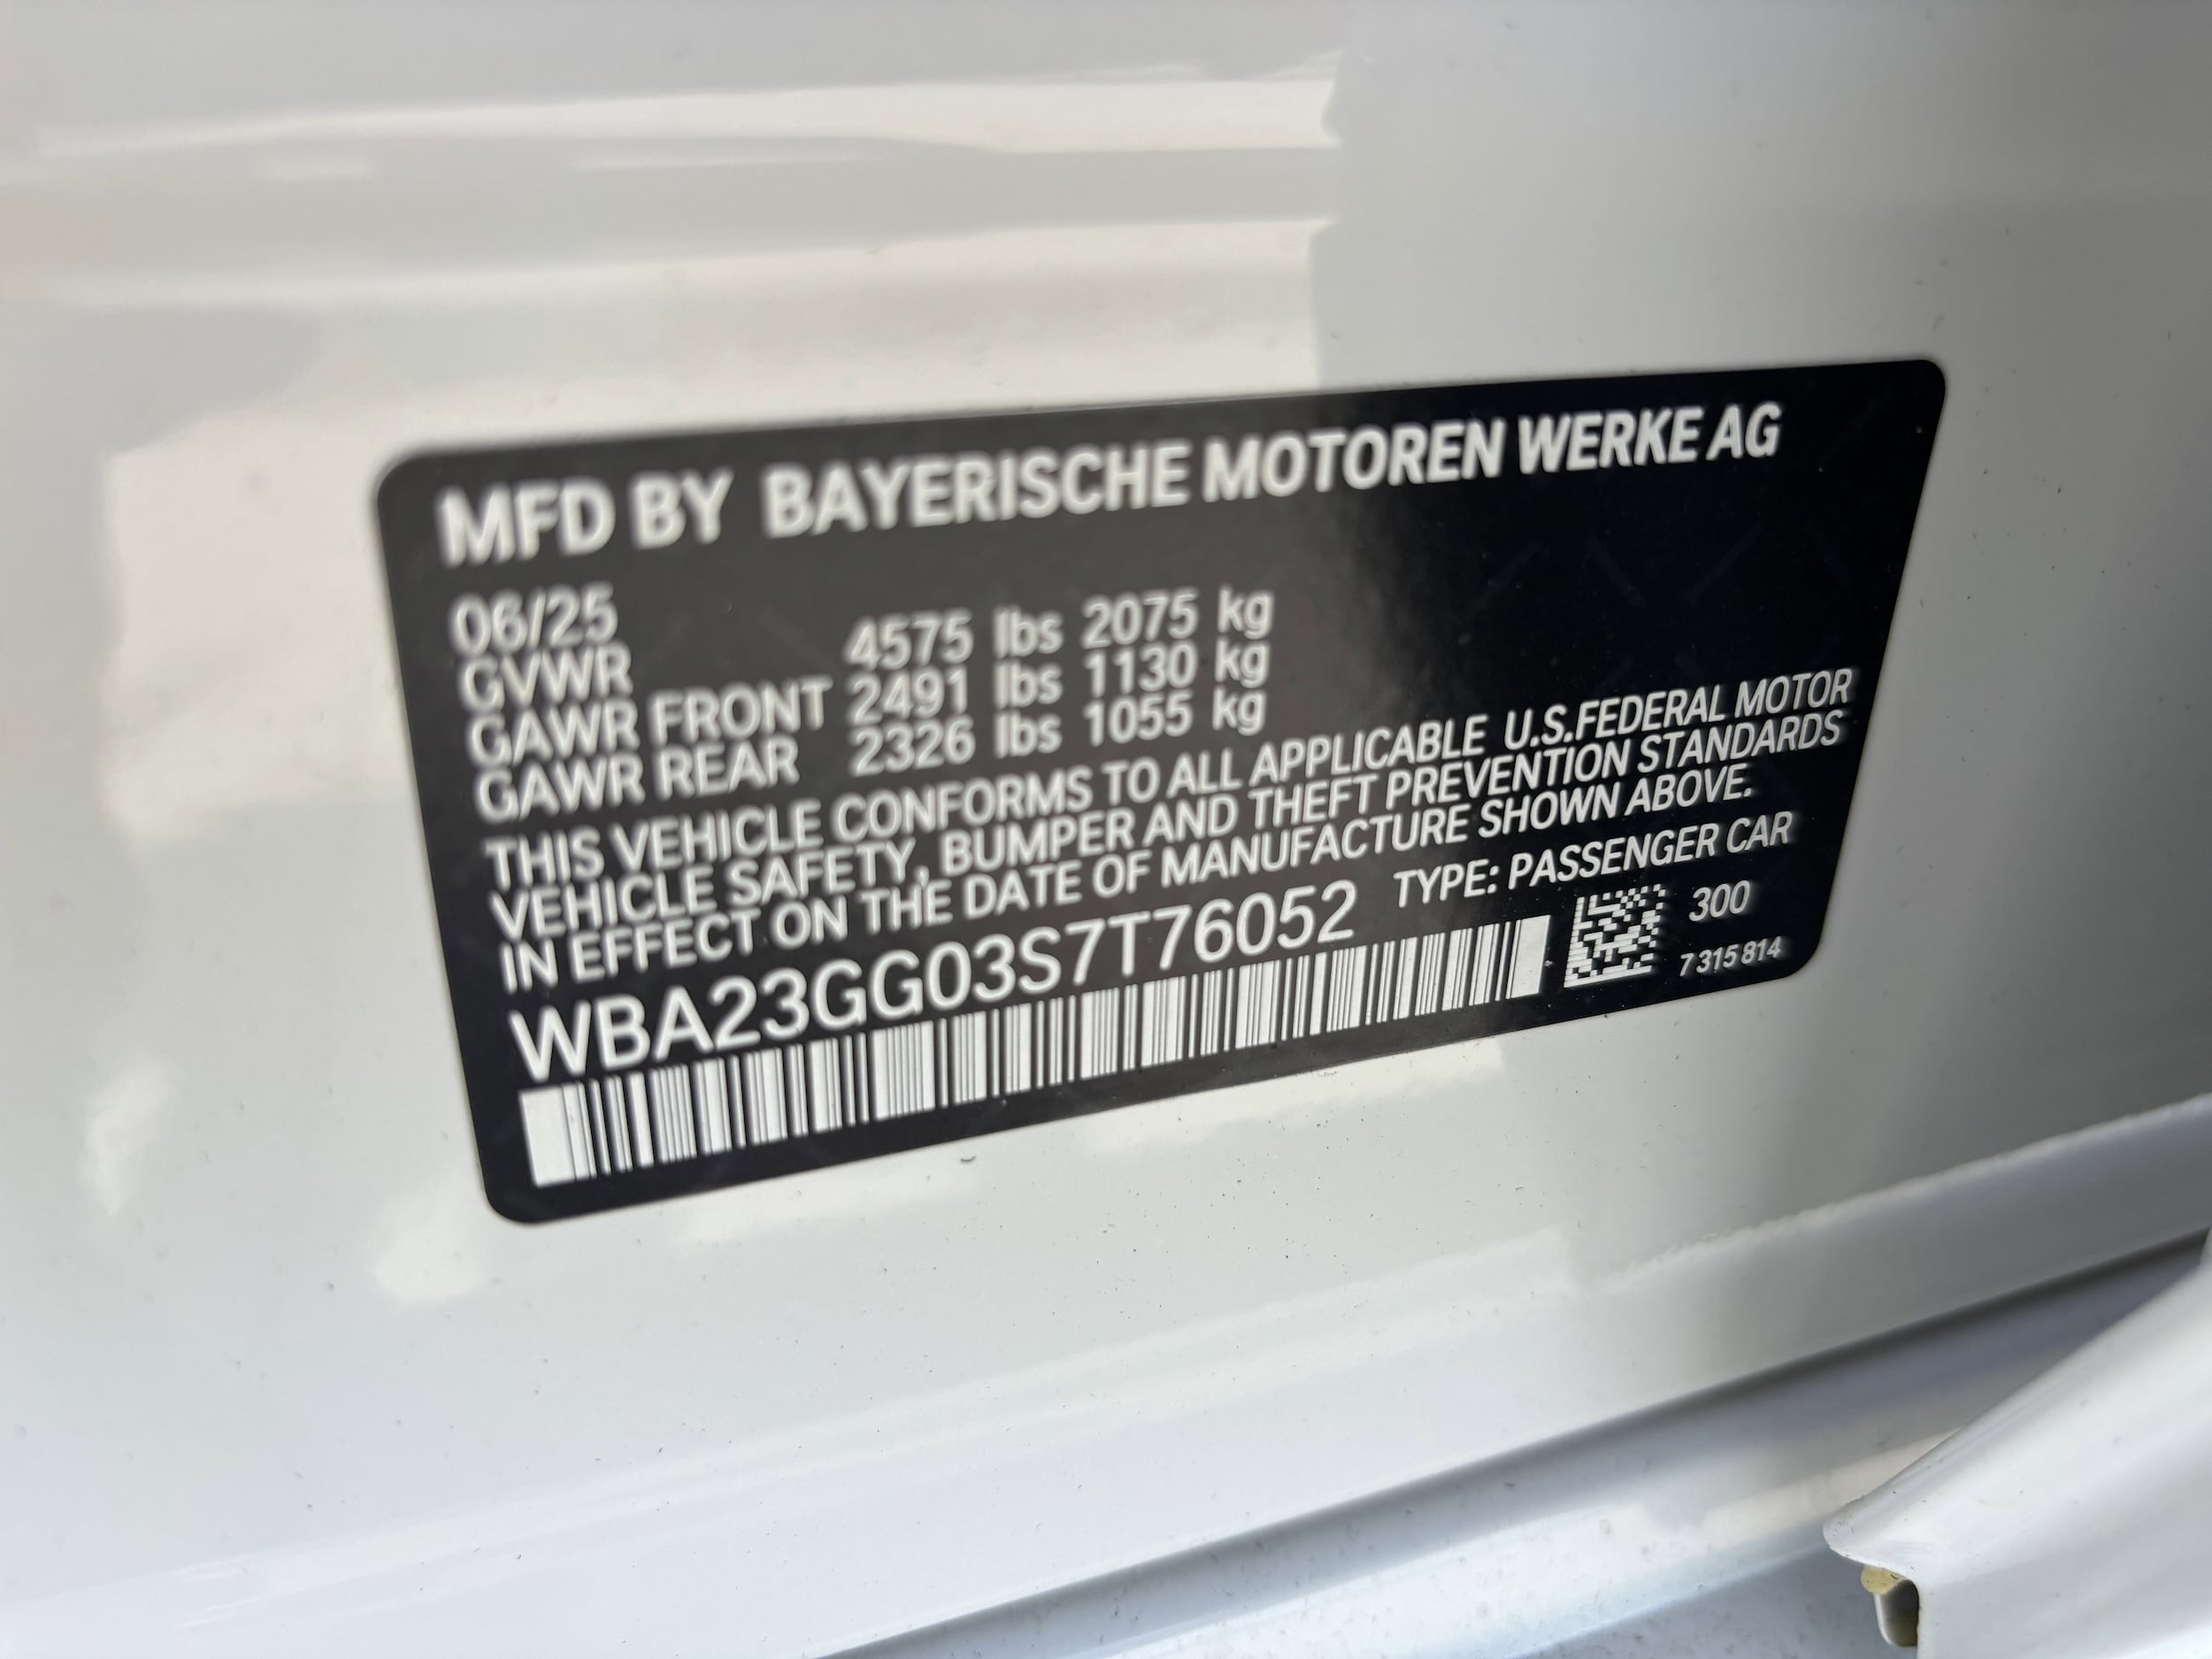 MFD BY BAYERISCHE MOTOREN WERKE AG
06/25
GVWR 4575 lbs 2075 kg
GAWR FRONT 2491 lbs 1130 kg
GAWR REAR 2326 lbs 1055 kg
THIS VEHICLE CONFORMS TO ALL APPLICABLE U.S.FEDERAL MOTOR
VEHICLE SAFETY, BUMPER AND THEFT PREVENTION STANDARDS
IN EFFECT ON THE DATE OF MANUFACTURE SHOWN ABOVE.
WBA23GG03S7T76052 TYPE: PASSENGER CAR
300
7 315 814